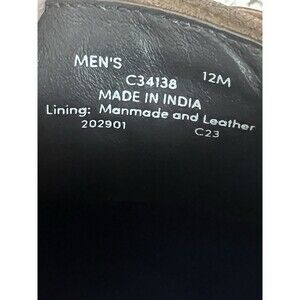 MEN'S
C34138 12M
MADE IN INDIA
Lining: Manmade and Leather
202901 C23